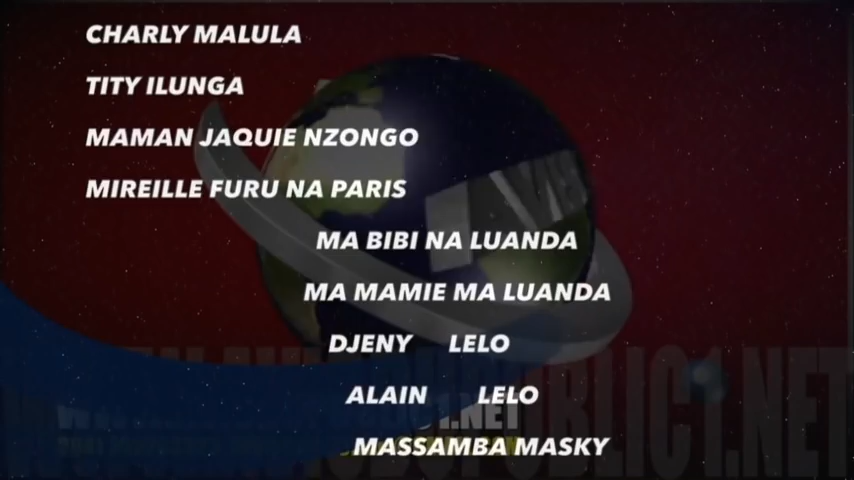 CHARLY MALULA
TITY ILUNGA
MAMAN JAQUIE NZONGO
MIREILLE FURU NA PARIS
MA BIBI NA LUANDA
MA MAMIE MA LUANDA
DJENY LELO
ALAIN LELO
MASSAMBA MASKY